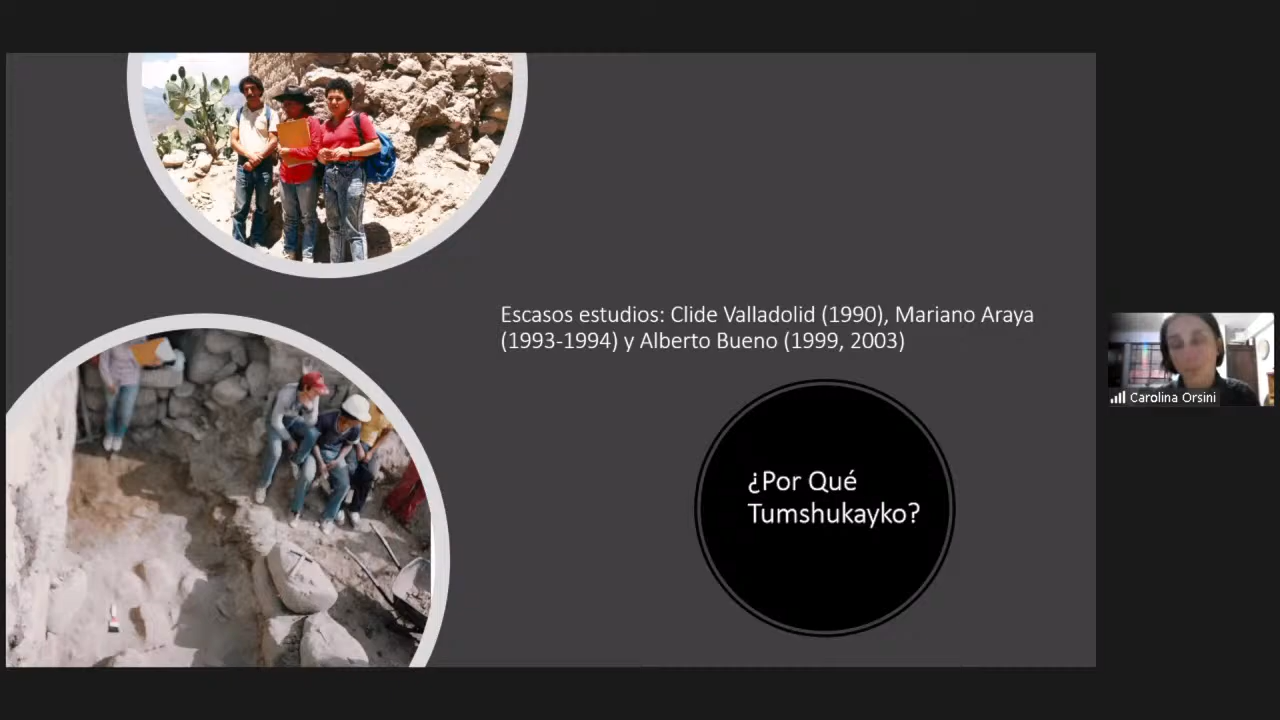 Escasos estudios: Clide Valladolid (1990), Mariano Araya
(1993-1994) y Alberto Bueno (1999, 2003)
¿Por Qué
Tumshukayko?
Carolina Orsini